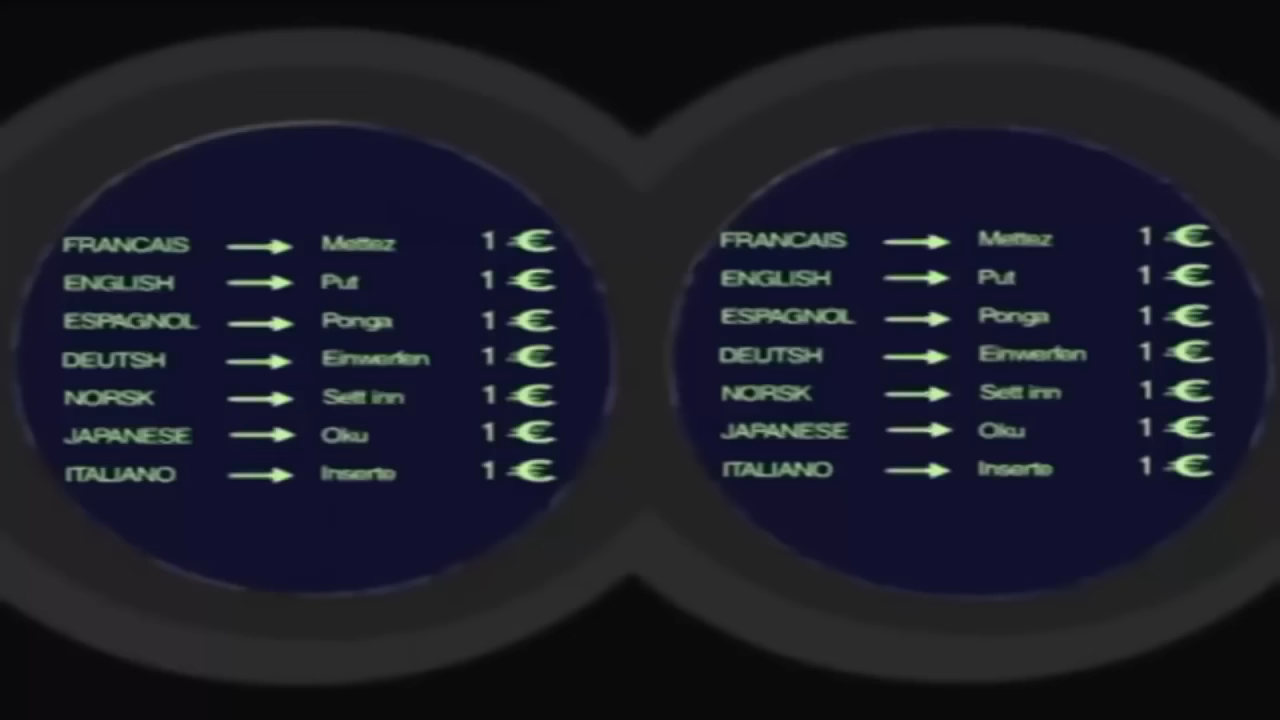 FRANCAIS → Mettez 1 €
ENGLISH → Put 1 €
ESPAGNOL → Ponga 1 €
DEUTSH → Einwerfen 1 €
NORSK → Sett inn 1 €
JAPANESE → Oku 1 €
ITALIANO → Inserte 1 €
FRANCAIS → Mettez 1 €
ENGLISH → Put 1 €
ESPAGNOL → Ponga 1 €
DEUTSH → Einwerfen 1 €
NORSK → Sett inn 1 €
JAPANESE → Oku 1 €
ITALIANO → Inserte 1 €